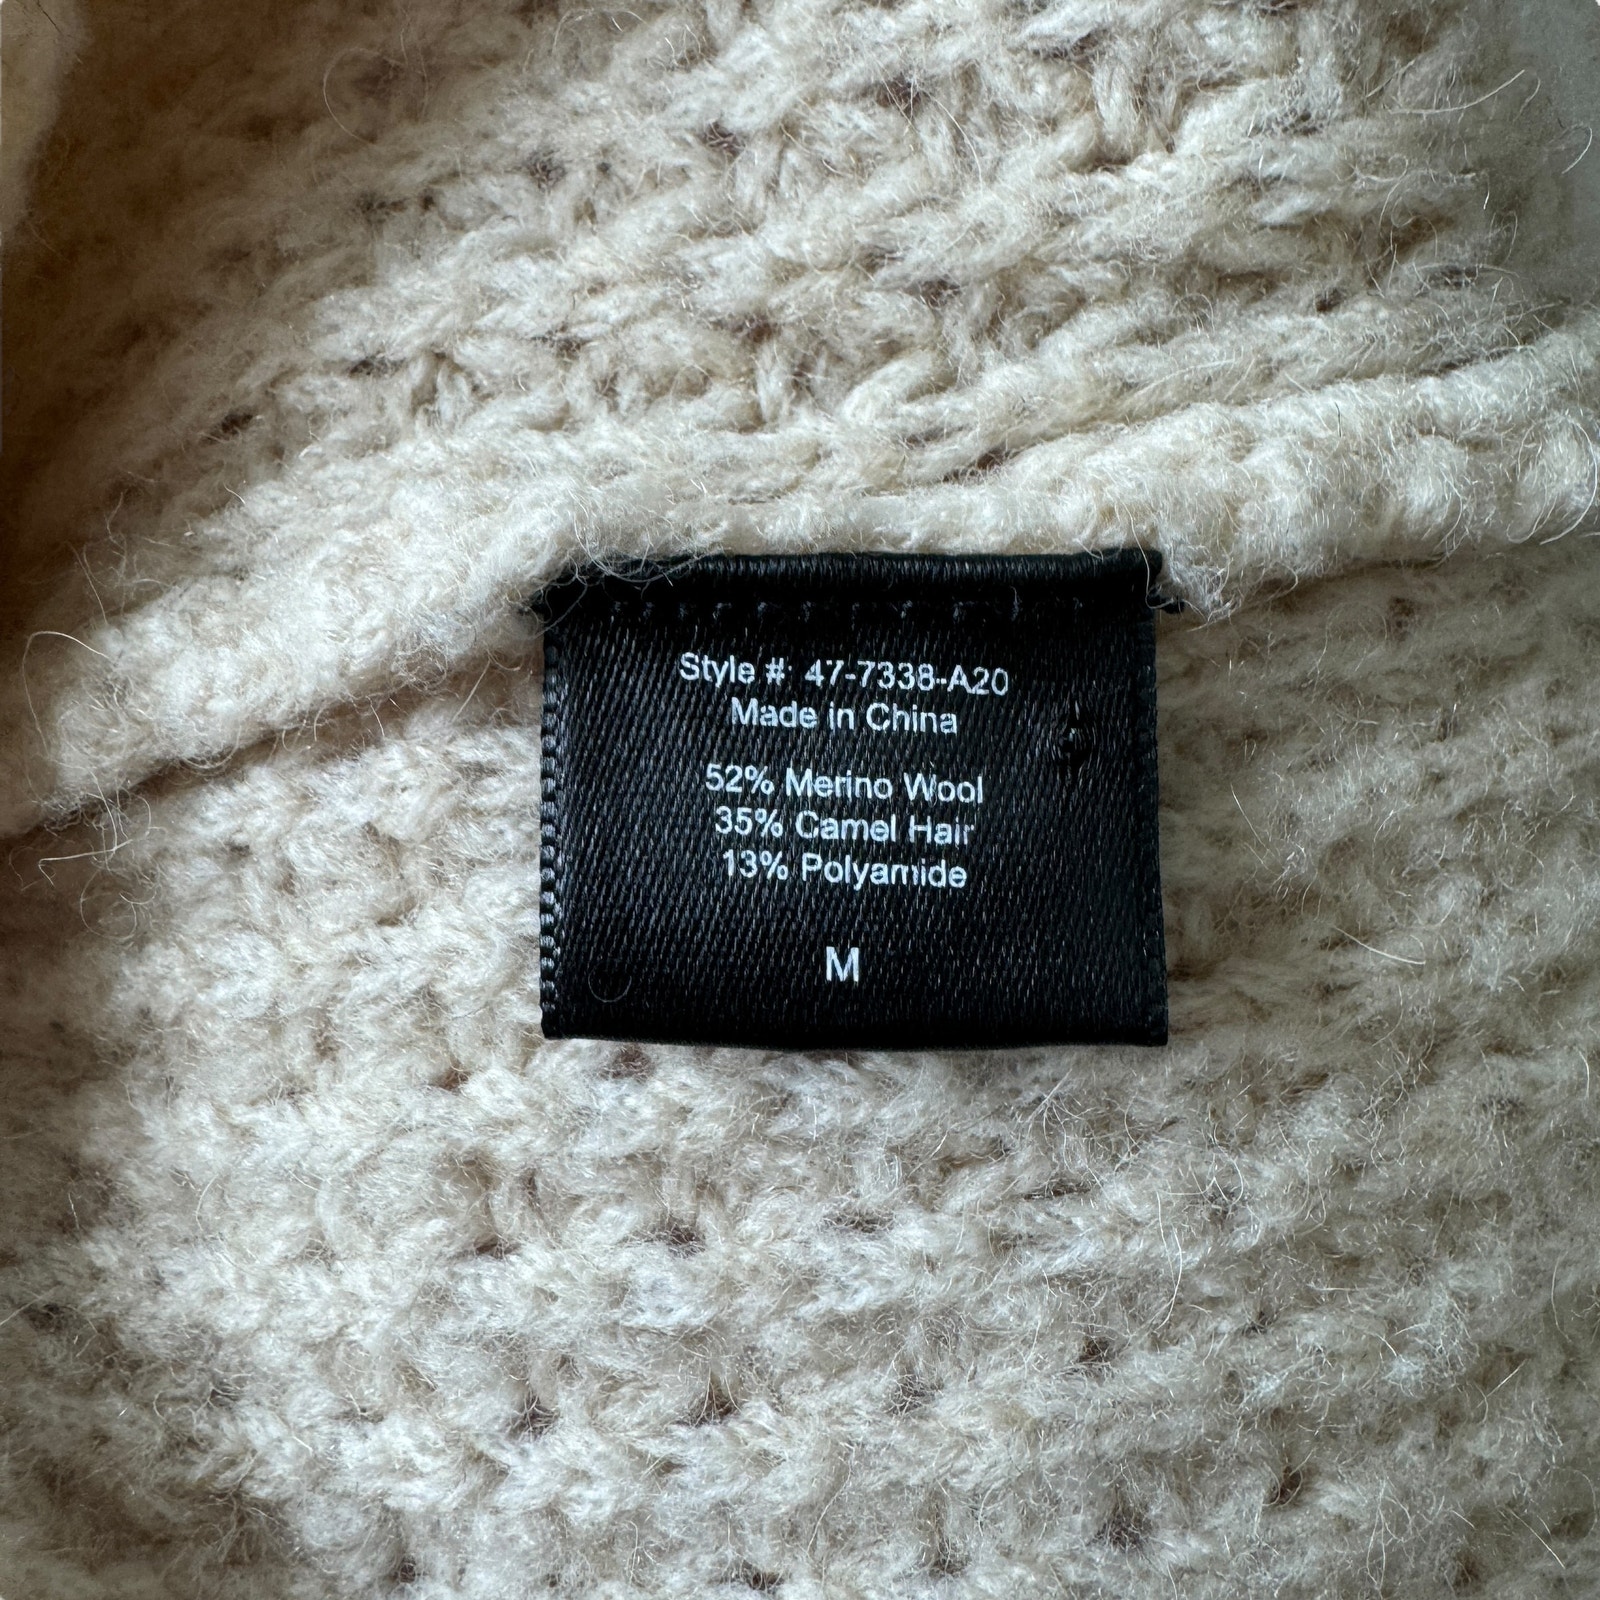 Style #: 47-7338-A20
Made in China
52% Merino Wool
35% Camel Hair
13% Polyamide
M